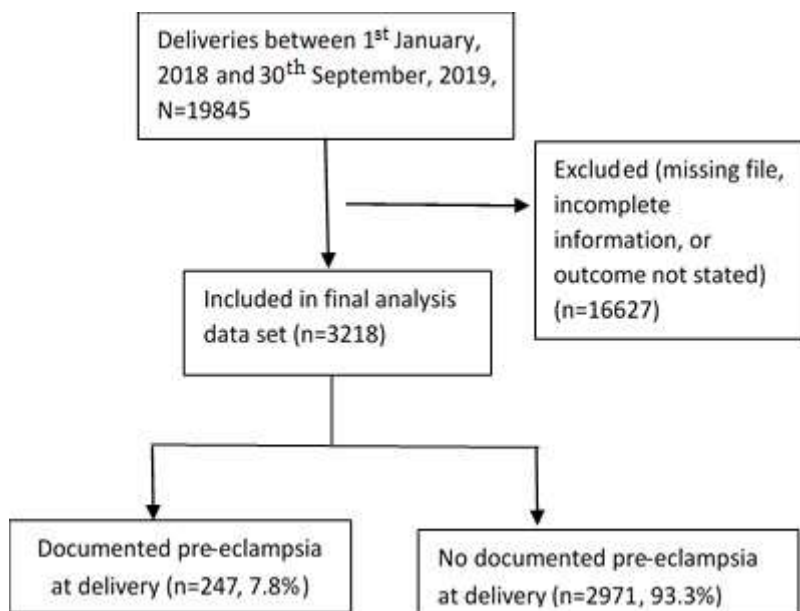 Deliveries between 1st January,
2018 and 30th September, 2019,
N=19845
Excluded (missing file,
incomplete
information, or
outcome not stated)
(n=16627)
Included in final analysis
data set (n=3218)
Documented pre-eclampsia
at delivery (n=247, 7.8%)
No documented pre-eclampsia
at delivery (n=2971, 93.3%)